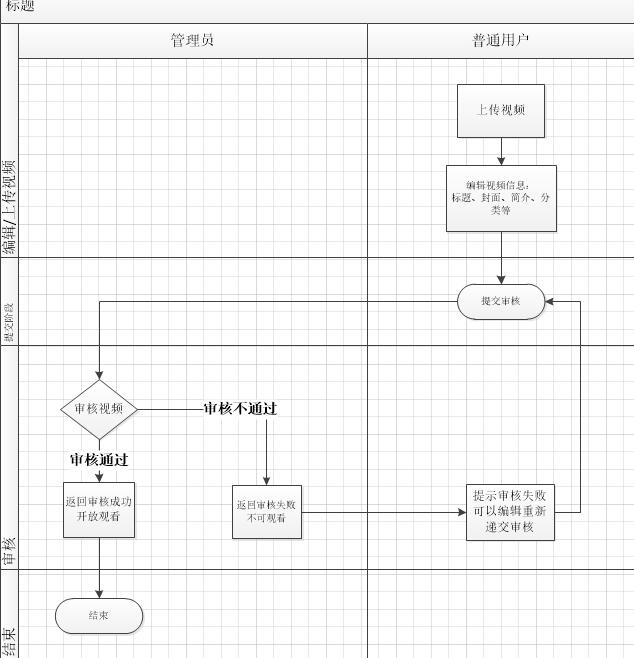 标题
管理员
普通用户
编辑/上传视频
上传视频
编辑视频信息：
标题、封面、简介、分
类等
提交阶段
提交审核
审核
审核视频
审核不通过
审核通过
返回审核成功
开放观看
返回审核失败
不可观看
提示审核失败
可以编辑重新
递交审核
结束
结束